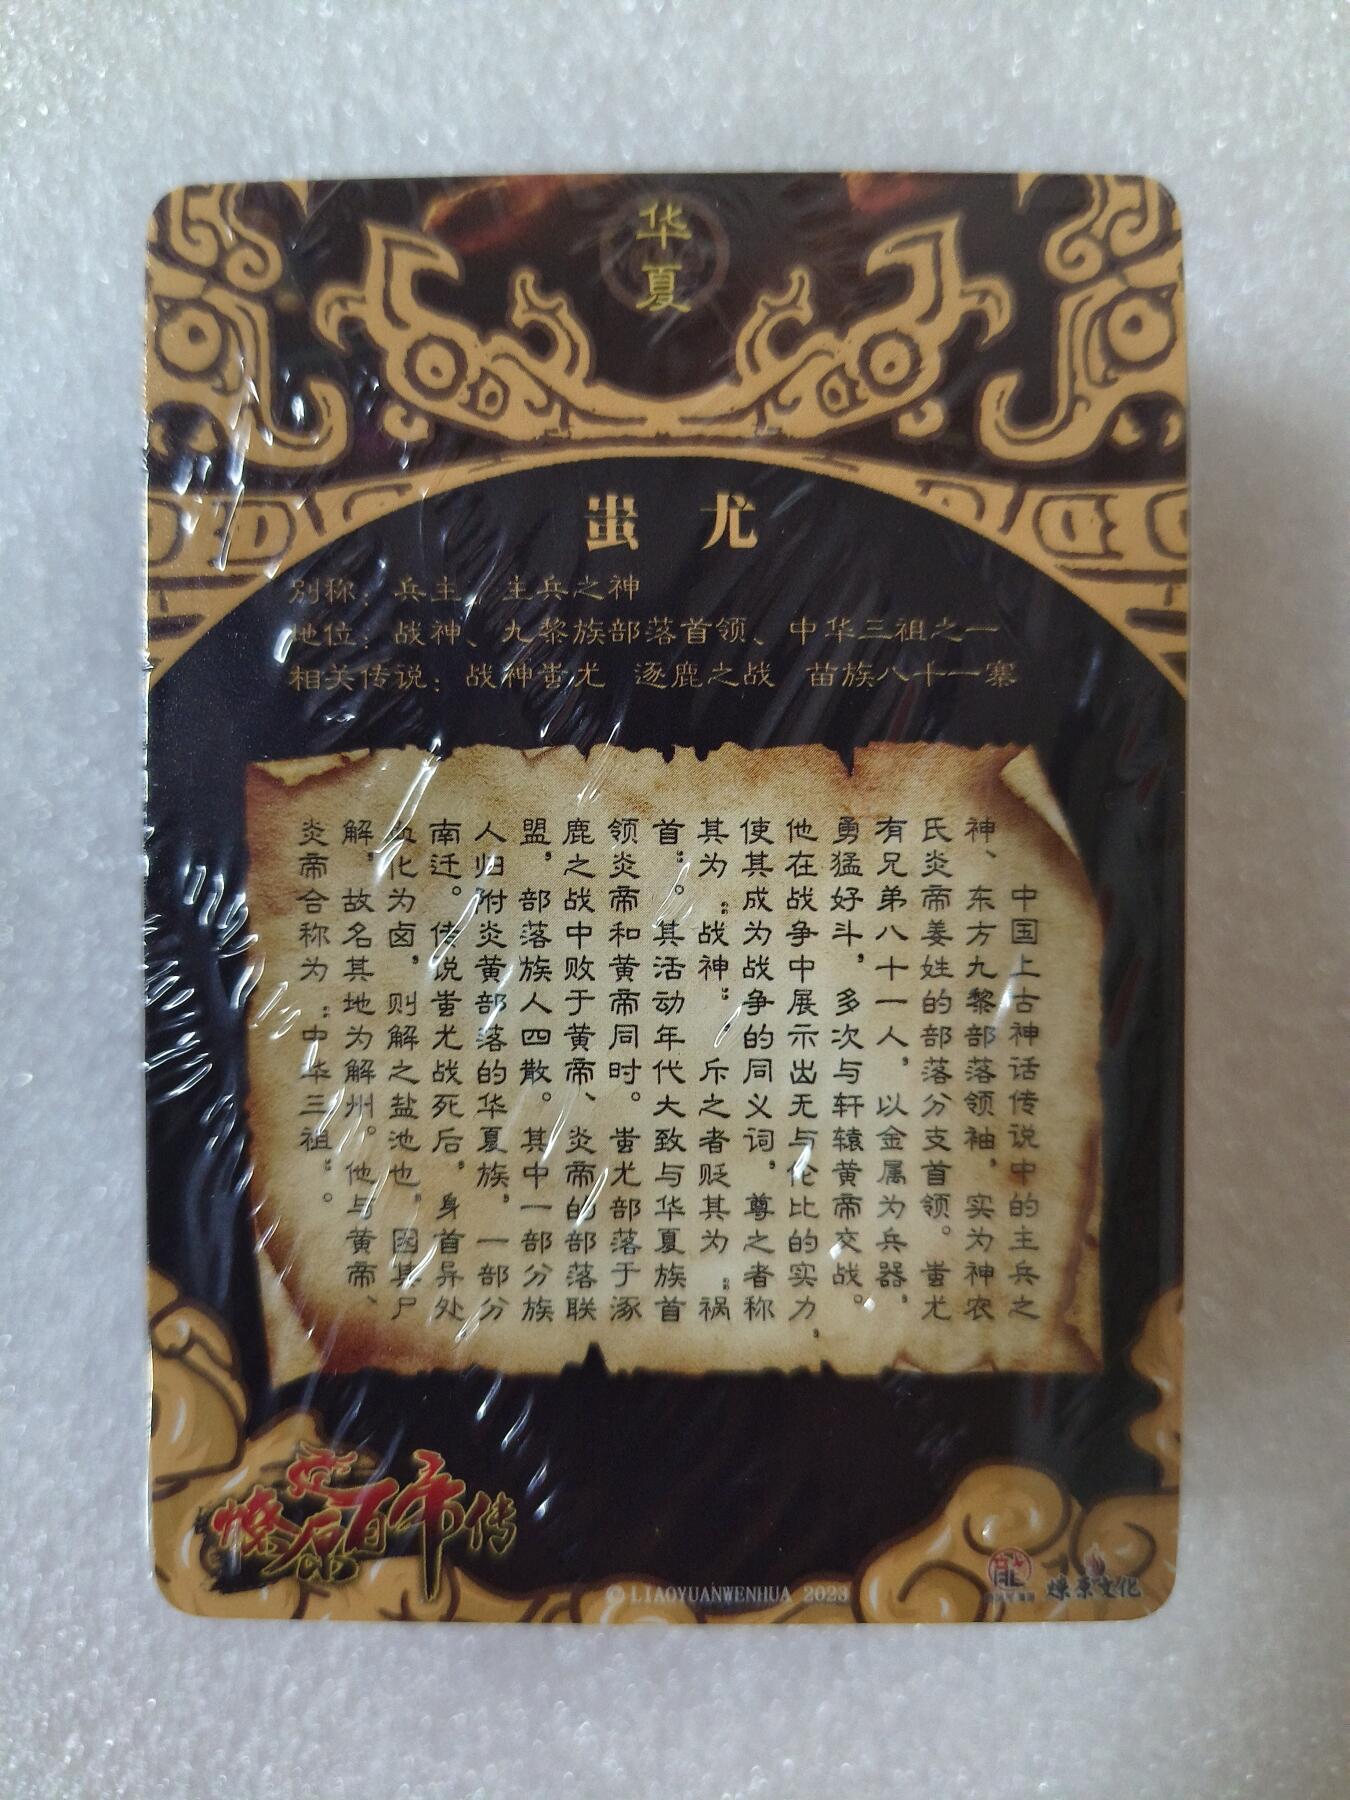 华
夏
蚩尤
别称：兵主、主兵之神
地位：战神、九黎族部落首领、中华三祖之一
相关传说：战神蚩尤 逐鹿之战 苗族八十一寨
中国上古神话传说中的主兵之
神、东方九黎部落领袖，实为神农
氏炎帝姜姓的部落分支首领。蚩尤
有兄弟八十一人，以金属为兵器，
勇猛好斗，多次与轩辕黄帝交战。
他在战争中展示出无与伦比的实力，
使其成为战争的同义词，尊之者称
其为“战神”，斥之者贬其为“祸
首”。其活动年代大致与华夏族首
领炎帝和黄帝同时。蚩尤部落于涿
鹿之战中败于黄帝、炎帝的部落联
盟，部落族人四散。其中一部分族
人归附炎黄部落的华夏族，一部分
南迁。传说蚩尤战死后，身首异处
血化为卤，则解之盐池也，因其尸
解，故名其地为解州。他与黄帝、
炎帝合称为“中华三祖”。
燎原百帝传
© LIAOYUANWENHUA 2023
燎原文化